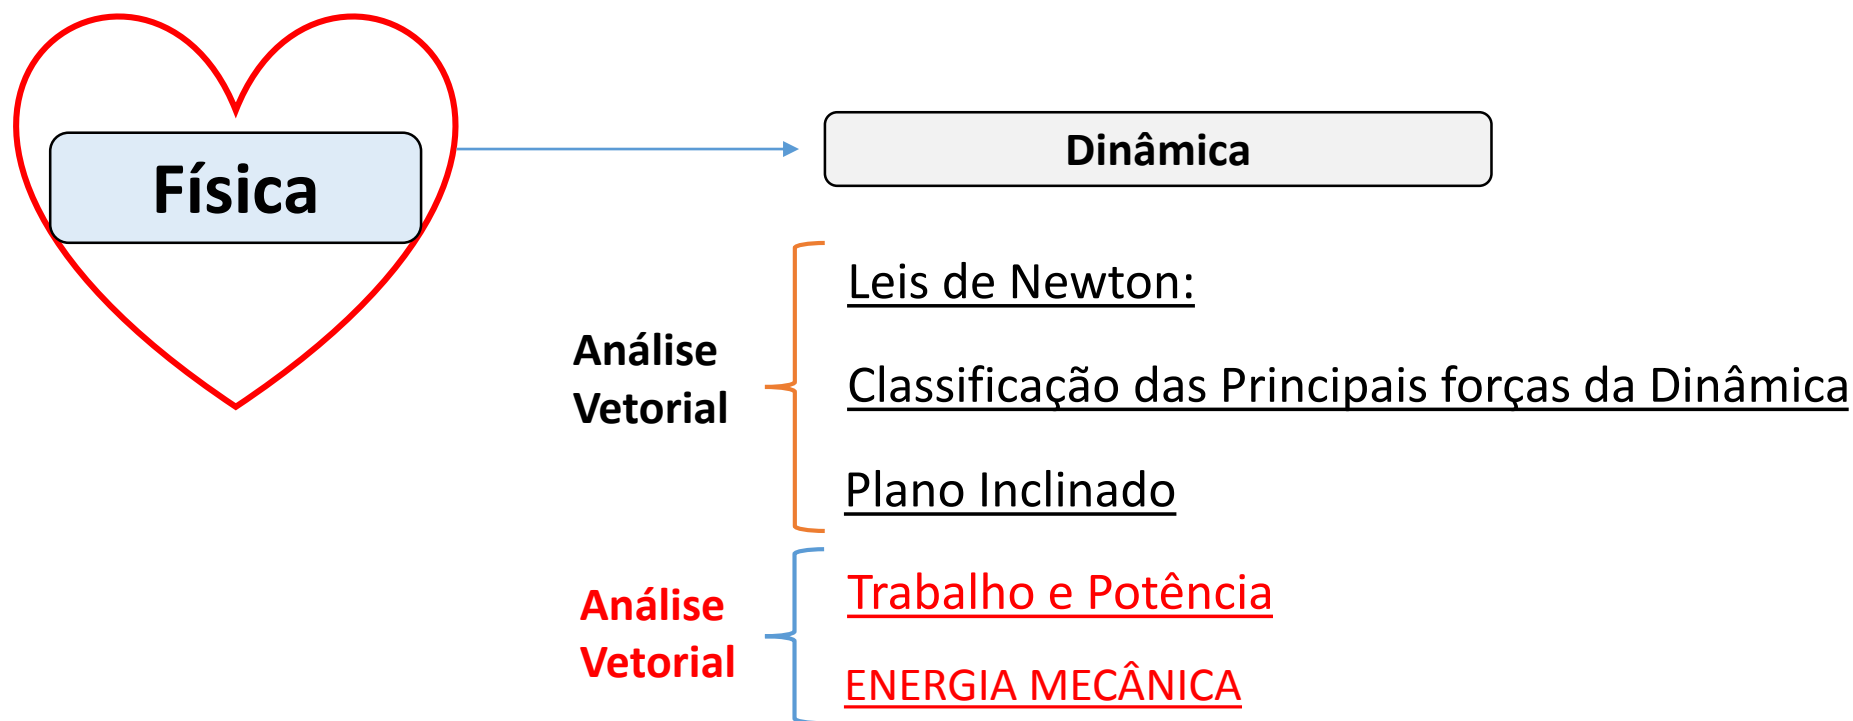 Física
Dinâmica
Análise
Vetorial
Leis de Newton:
Classificação das Principais forças da Dinâmica
Plano Inclinado
Análise
Vetorial
Trabalho e Potência
ENERGIA MECÂNICA